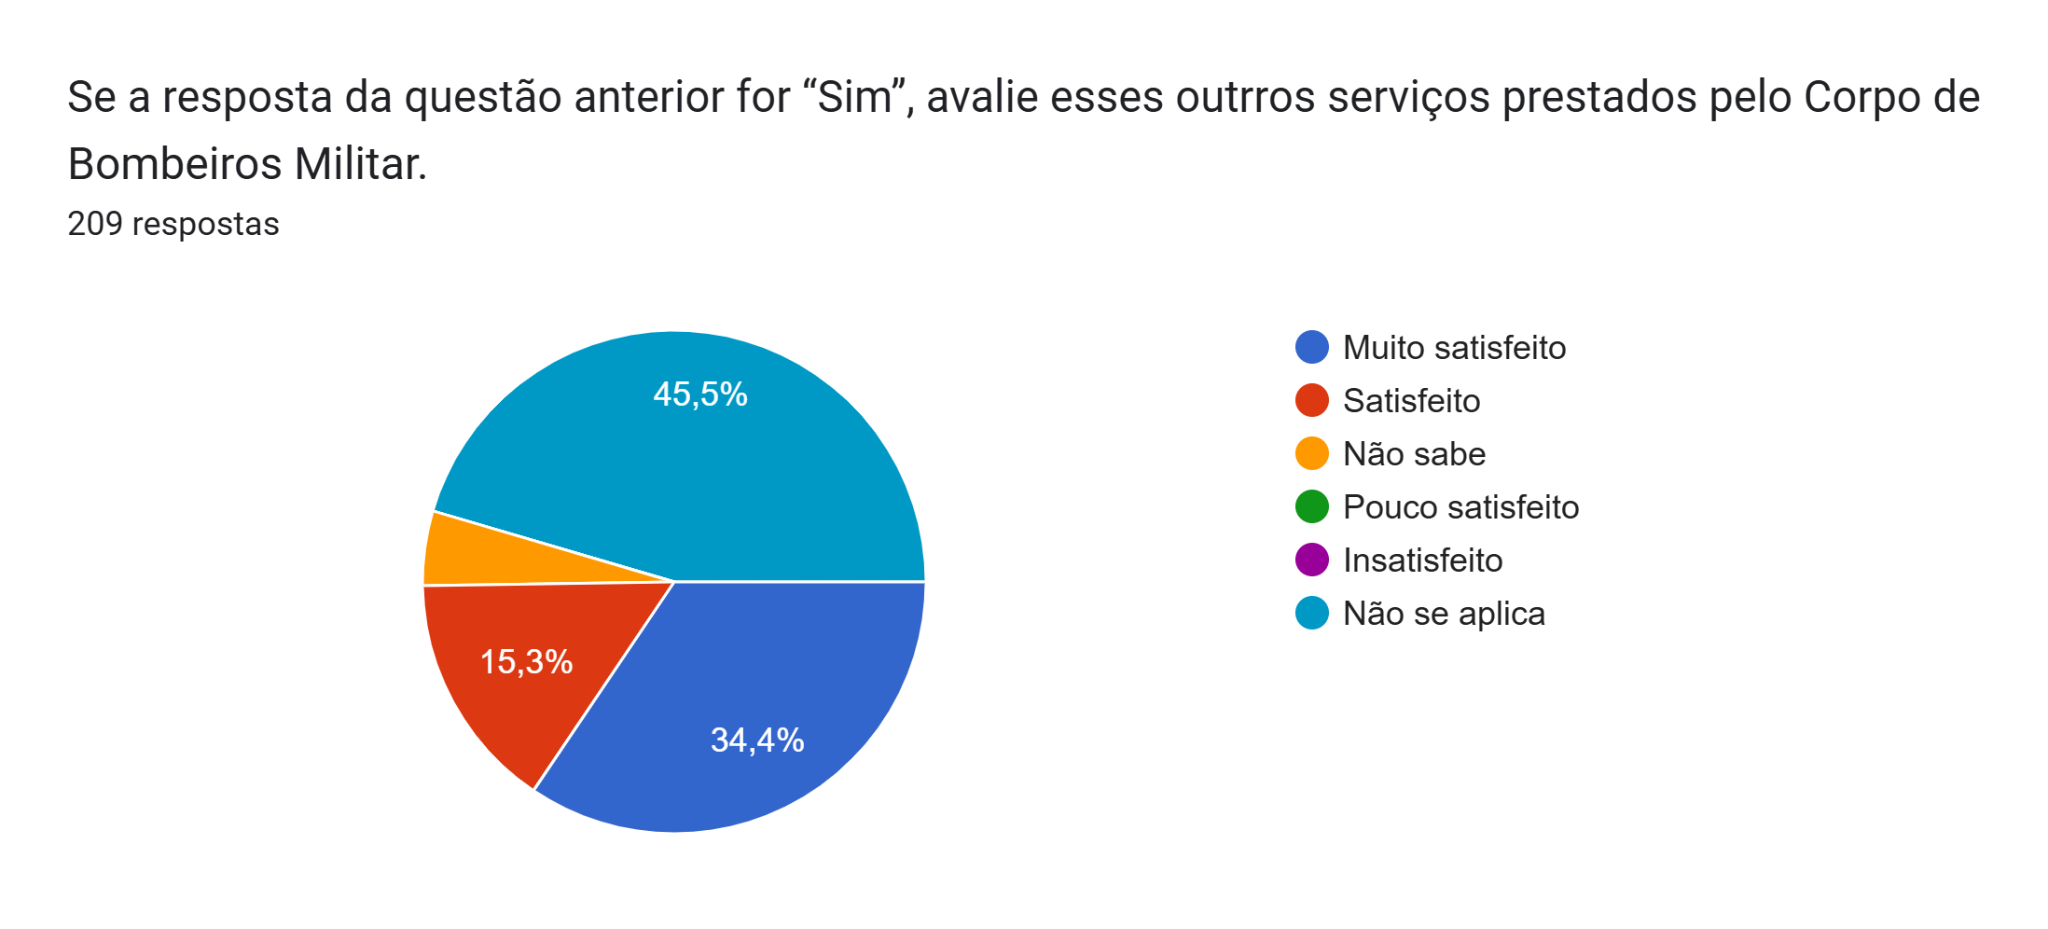 Se a resposta da questão anterior for “Sim”, avalie esses outrros serviços prestados pelo Corpo de
Bombeiros Militar.
209 respostas
45,5%
15,3%
34,4%
Muito satisfeito
Satisfeito
Não sabe
Pouco satisfeito
Insatisfeito
Não se aplica